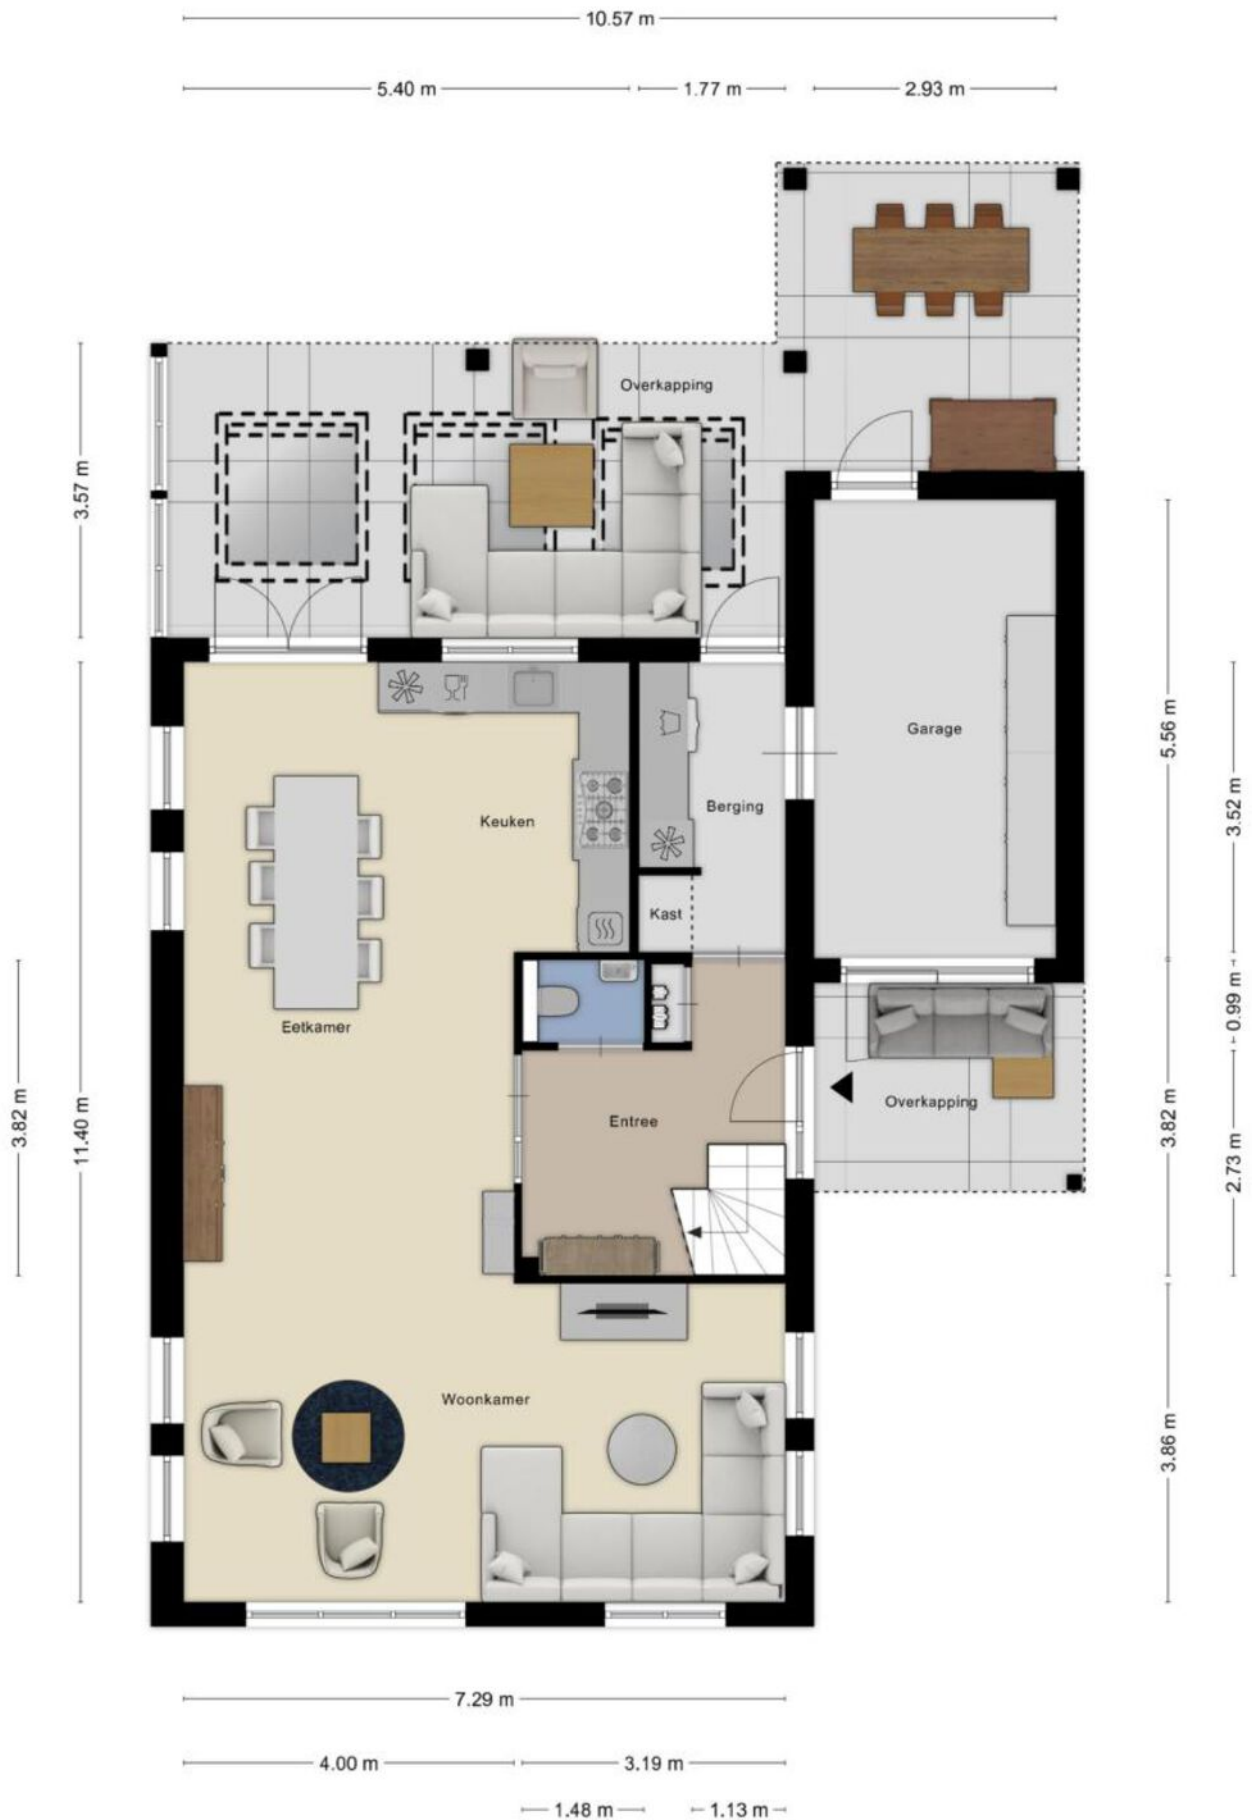 10.57 m
5.40 m
1.77 m
2.93 m
Overkapping
3.57 m
Garage
5.56 m
3.52 m
Keuken
Berging
Kast
Eetkamer
0.99 m
Entree
Overkapping
3.82 m
11.40 m
3.82 m
2.73 m
Woonkamer
3.86 m
7.29 m
4.00 m
3.19 m
1.48 m
1.13 m